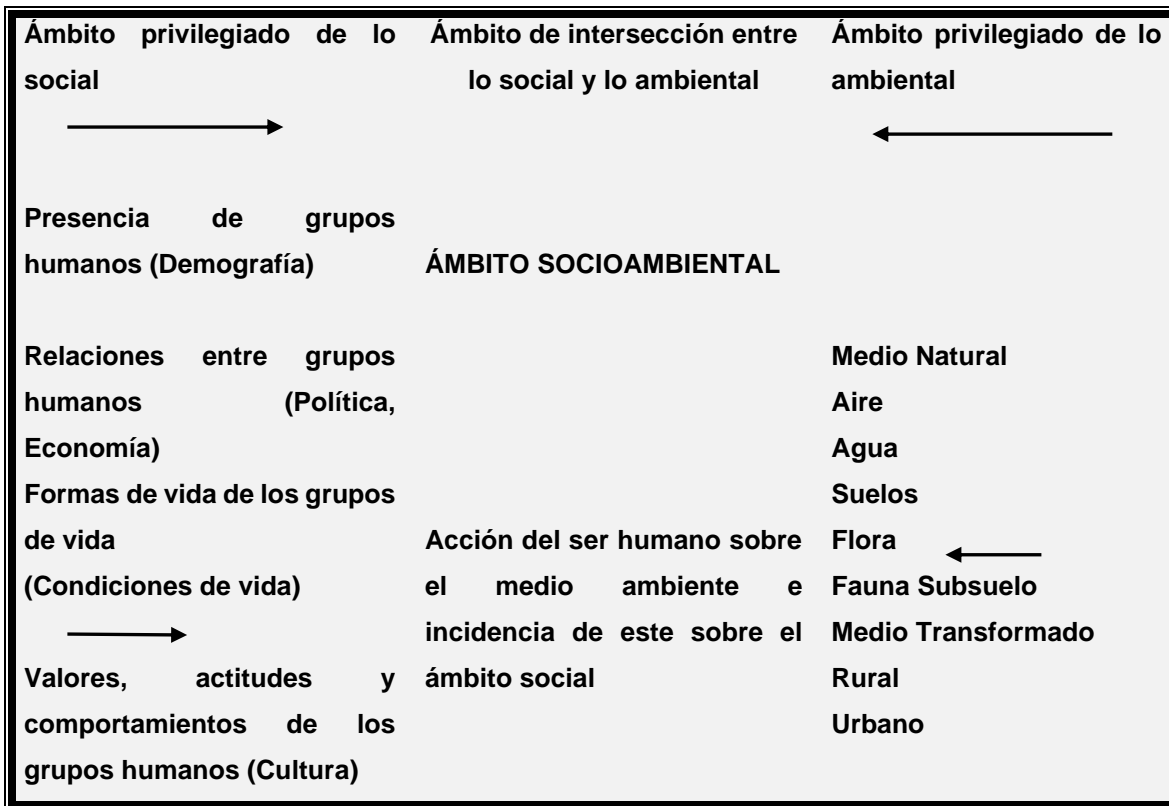 Ámbito privilegiado de lo
social
Ámbito de intersección entre
lo social y lo ambiental
Ámbito privilegiado de lo
ambiental
Presencia de grupos
humanos (Demografía)
ÁMBITO SOCIOAMBIENTAL
Relaciones entre grupos
humanos (Política,
Economía)
Formas de vida de los grupos
de vida
(Condiciones de vida)
Valores, actitudes y
comportamientos de los
grupos humanos (Cultura)
Acción del ser humano sobre
el medio ambiente e
incidencia de este sobre el
ámbito social
Medio Natural
Aire
Agua
Suelos
Flora
Fauna Subsuelo
Medio Transformado
Rural
Urbano